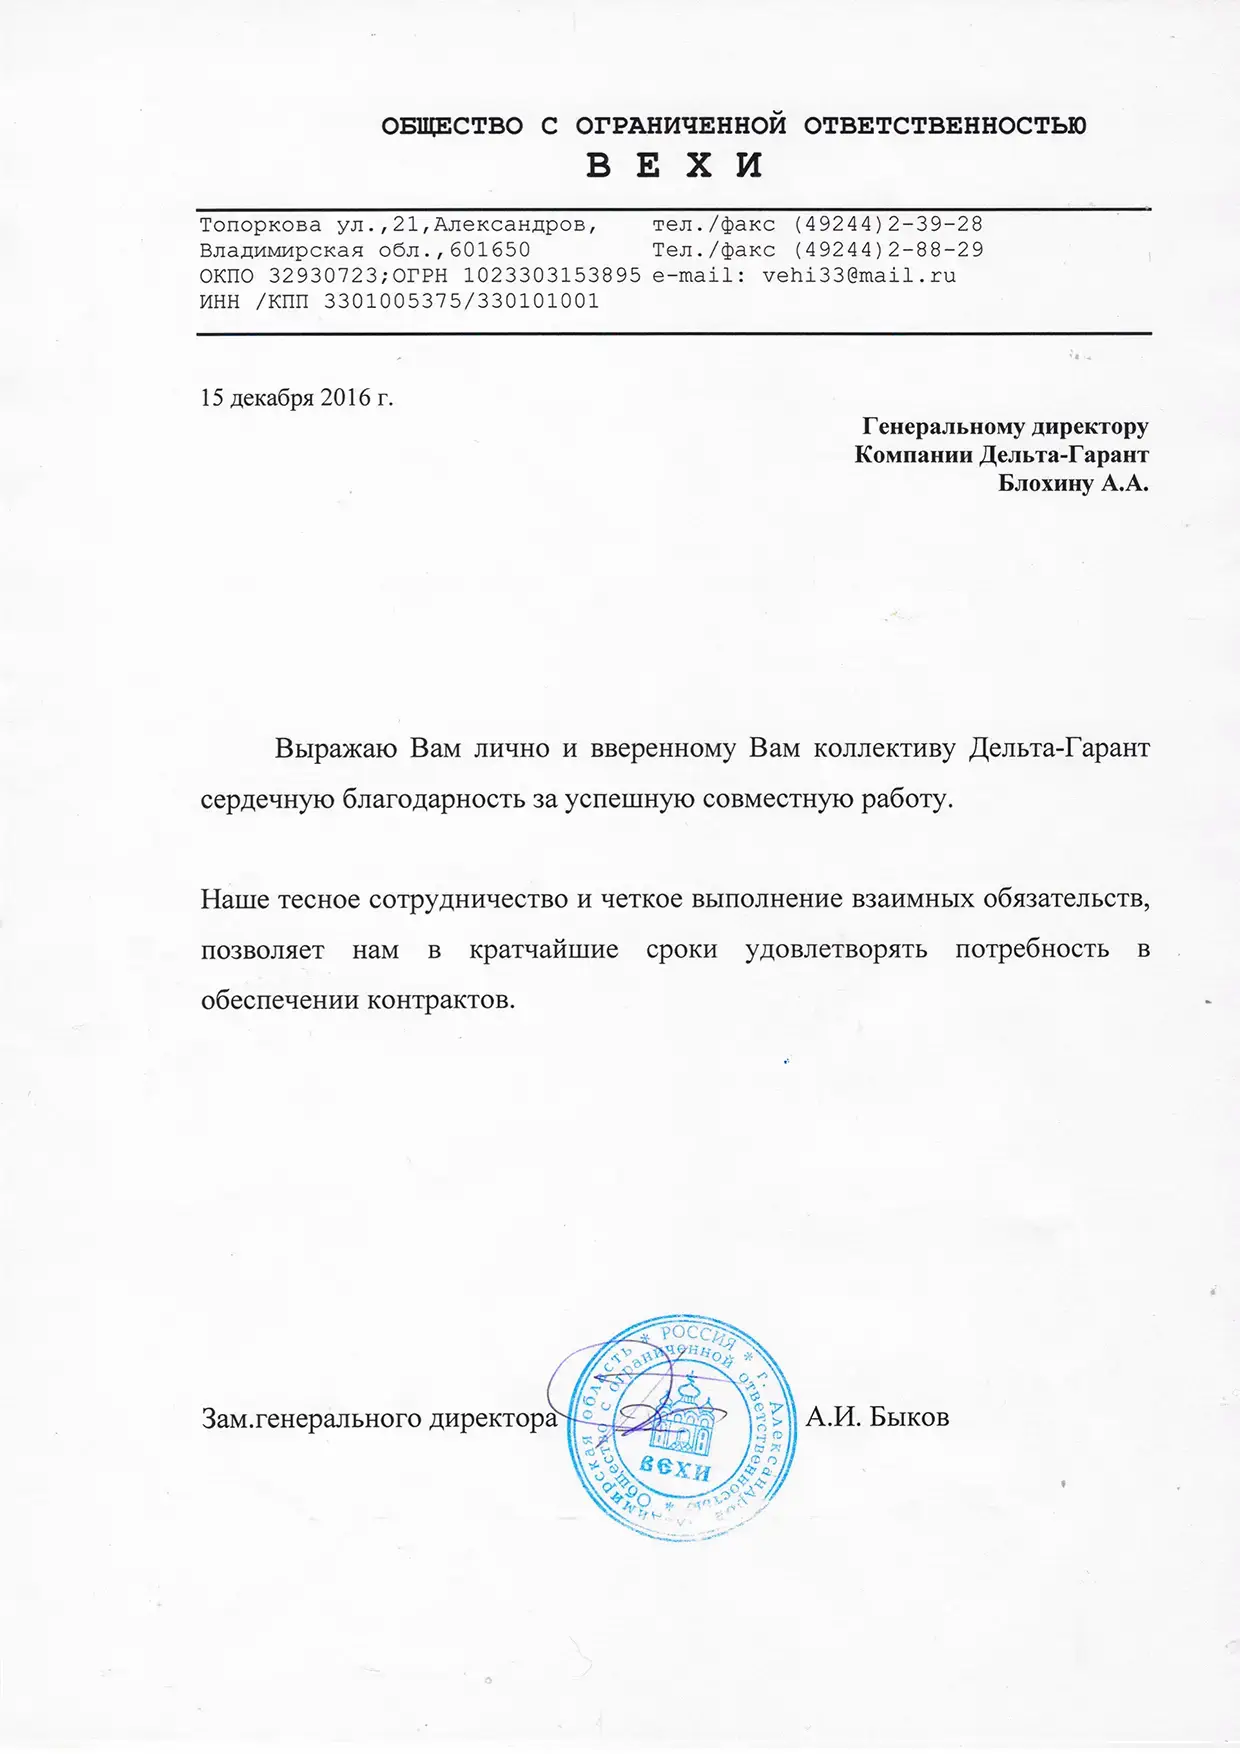 ОБЩЕСТВО С ОГРАНИЧЕННОЙ ОТВЕТСТВЕННОСТЬЮ
В Е Х И
Топоркова ул.,21,Александров, тел./факс (49244)2-39-28
Владимирская обл.,601650 Тел./факс (49244)2-88-29
ОКПО 32930723;ОГРН 1023303153895 e-mail: vehi33@mail.ru
ИНН /КПП 3301005375/330101001
15 декабря 2016 г.
Генеральному директору
Компании Дельта-Гарант
Блохину А.А.
Выражаю Вам лично и вверенному Вам коллективу Дельта-Гарант
сердечную благодарность за успешную совместную работу.
Наше тесное сотрудничество и четкое выполнение взаимных обязательств,
позволяет нам в кратчайшие сроки удовлетворять потребность в
обеспечении контрактов.
Зам.генерального директора А.И. Быков
* РОССИЯ * г. Александров
область
Общество с ограниченной ответственностью *
ВЕХИ